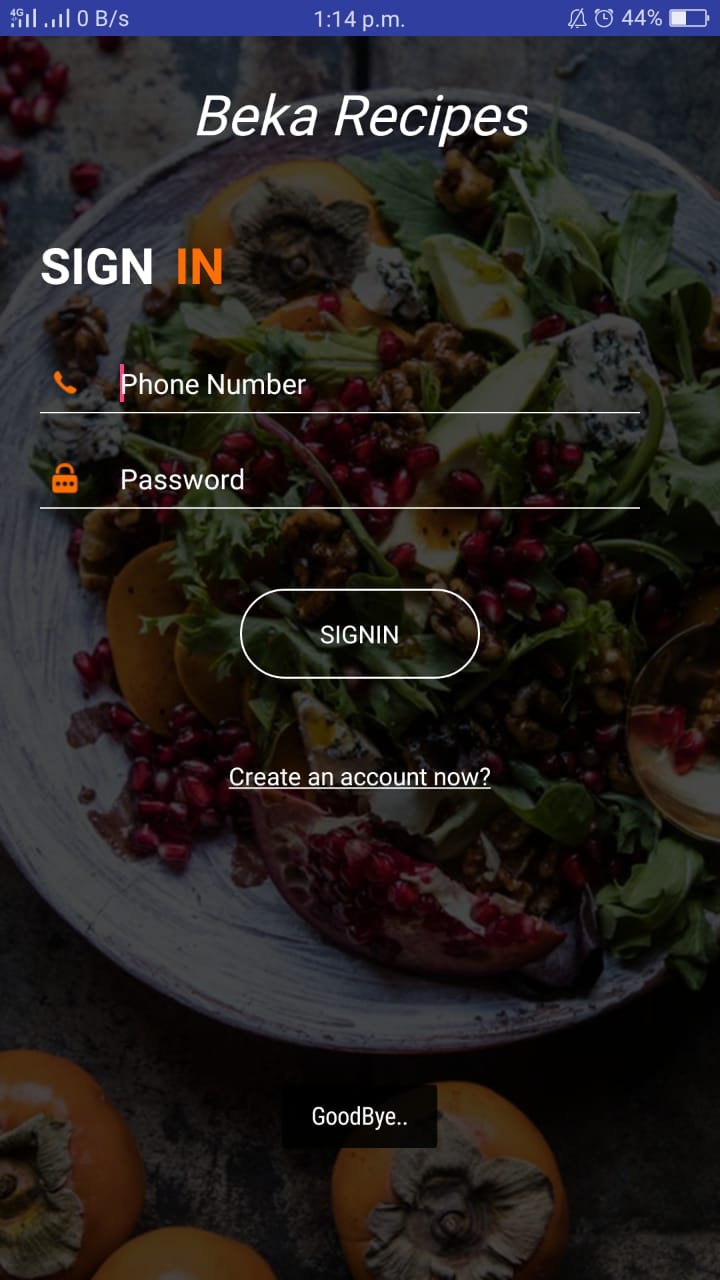 4G 0 B/s 1:14 p.m. 44%
Beka Recipes
SIGN IN
Phone Number
Password
SIGNIN
Create an account now?
GoodBye..